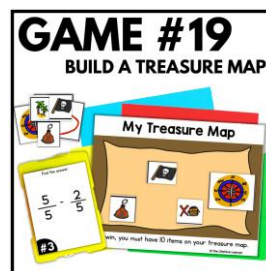 GAME #19
BUILD A TREASURE MAP
My Treasure Map
Find the answer.
5/5 - 2/5
#3
win, you must have 10 items on your treasure map.